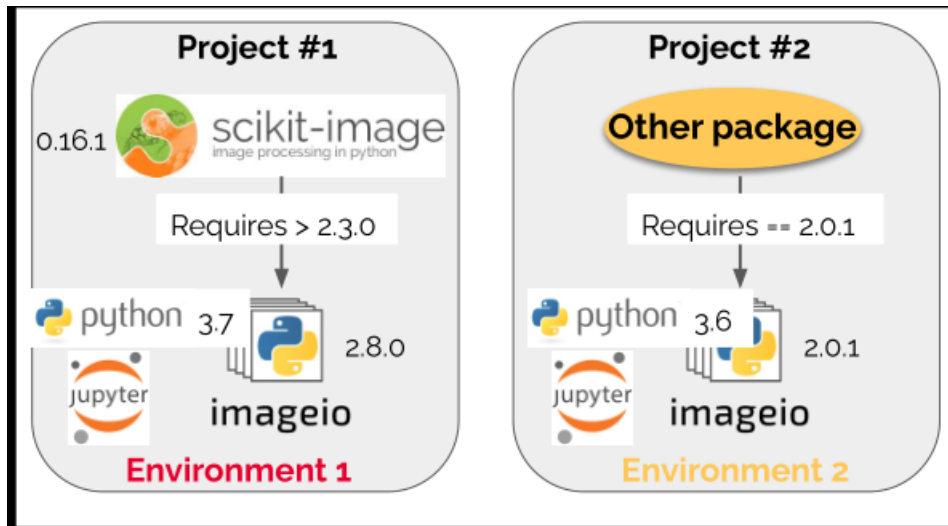 Project #1
0.16.1
scikit-image
image processing in python
Requires > 2.3.0
python 3.7
2.8.0
jupyter
imageio
Environment 1
Project #2
Other package
Requires == 2.0.1
python 3.6
2.0.1
jupyter
imageio
Environment 2